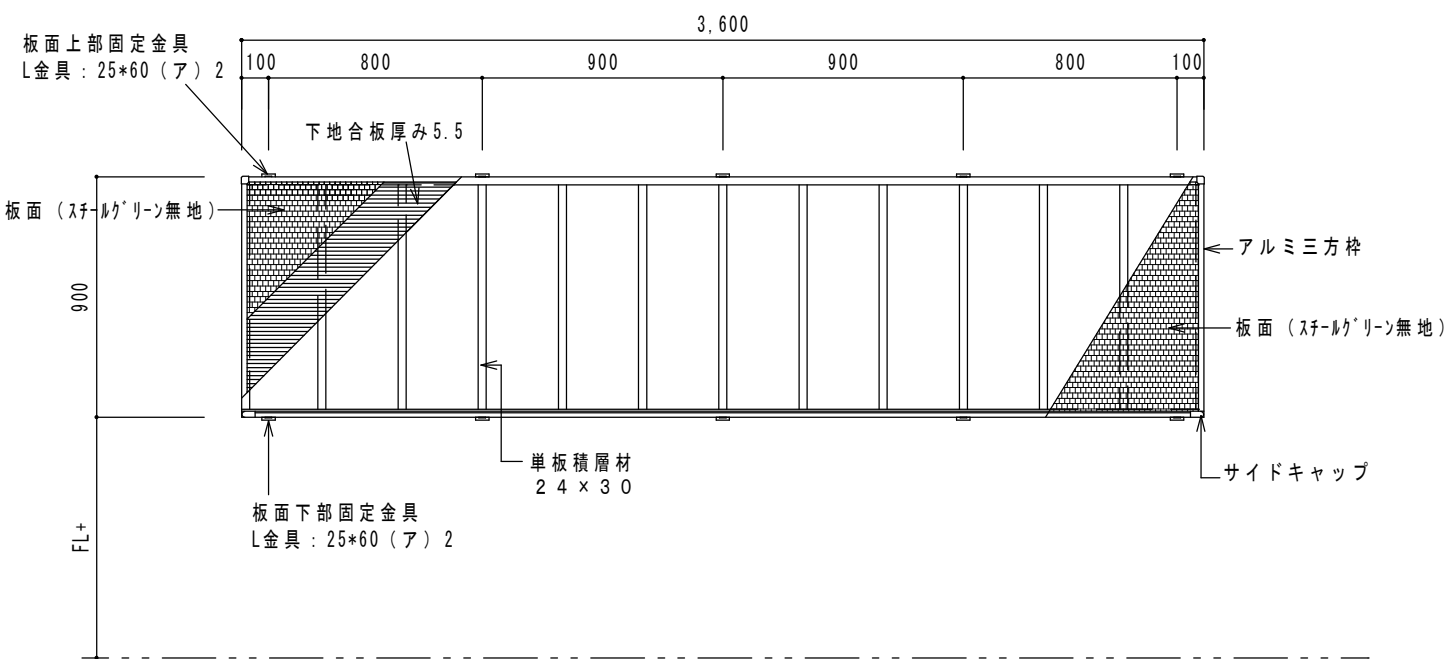 3,600
板面上部固定金具
L金具：25*60（ア）2
100
800
900
900
800
100
下地合板厚み5.5
板面（ｽﾁｰﾙｸﾞﾘｰﾝ無地）
アルミ三方枠
900
板面（ｽﾁｰﾙｸﾞﾘｰﾝ無地）
単板積層材
２４×３０
サイドキャップ
板面下部固定金具
L金具：25*60（ア）2
FL+